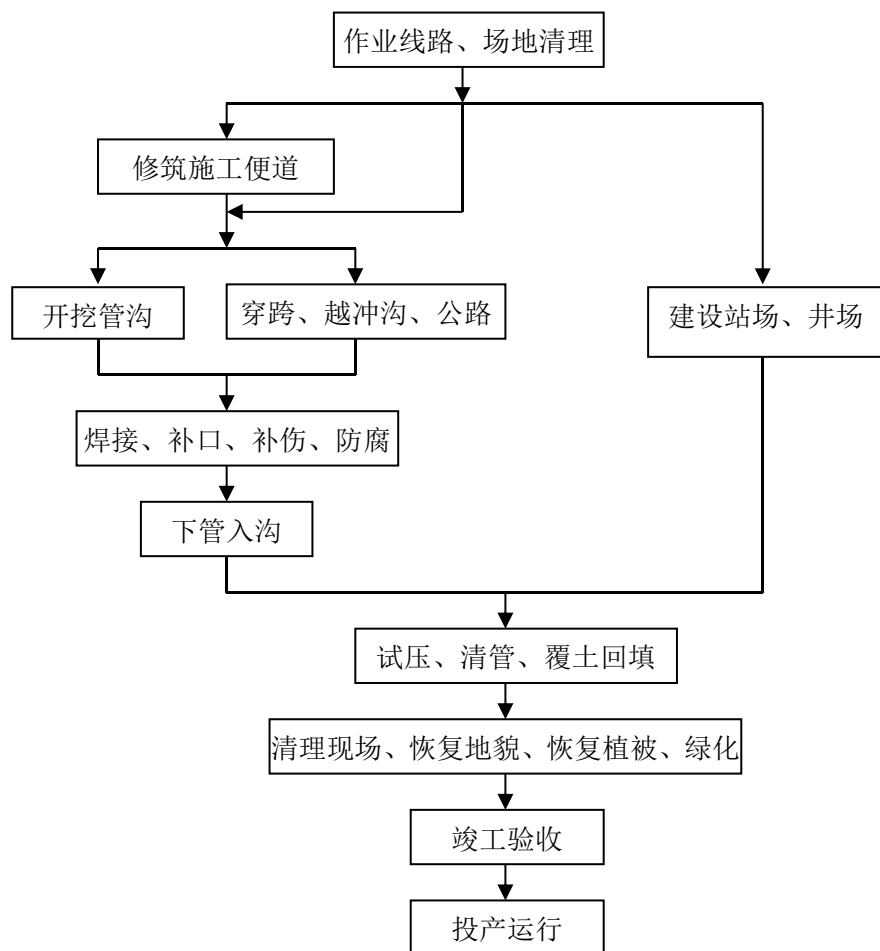 作业线路、场地清理
修筑施工便道
开挖管沟
穿跨、越冲沟、公路
建设站场、井场
焊接、补口、补伤、防腐
下管入沟
试压、清管、覆土回填
清理现场、恢复地貌、恢复植被、绿化
竣工验收
投产运行